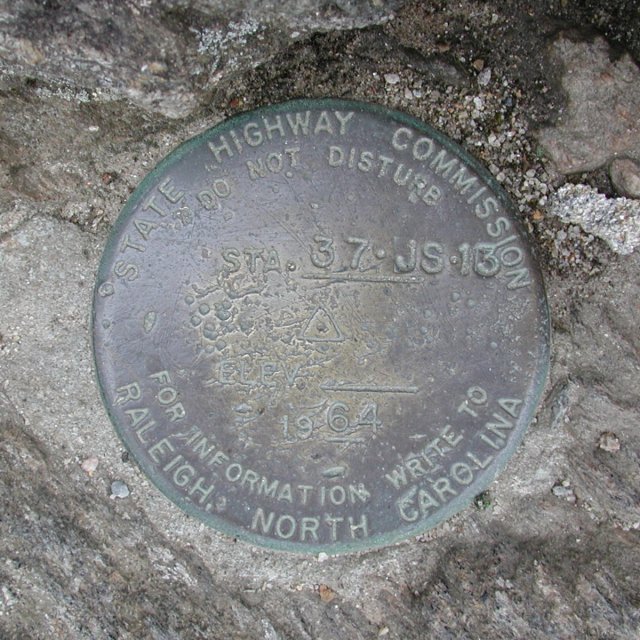 STATE HIGHWAY COMMISSION
DO NOT DISTURB
STA. 37·JS·13
ELEV.
1964
FOR INFORMATION WRITE TO
RALEIGH, NORTH CAROLINA